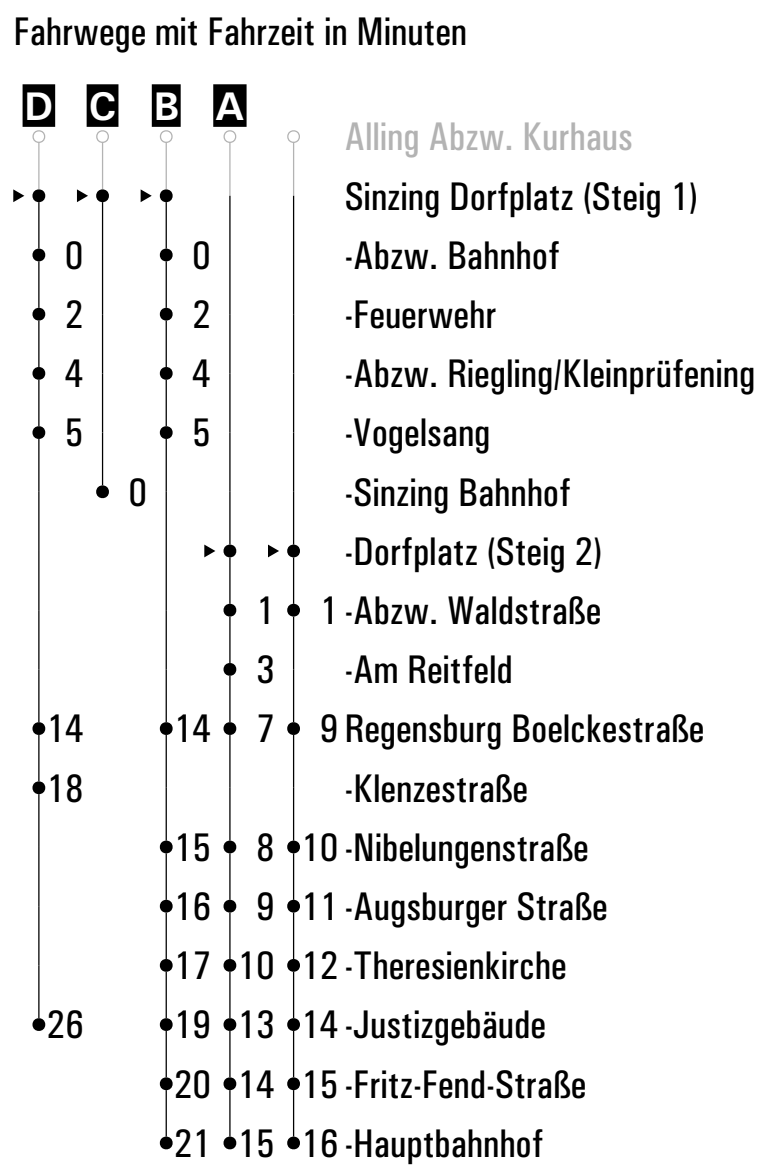 Fahrwege mit Fahrzeit in Minuten
D C B A
Alling Abzw. Kurhaus
Sinzing Dorfplatz (Steig 1)
0 0 -Abzw. Bahnhof
2 2 -Feuerwehr
4 4 -Abzw. Riegling/Kleinprüfening
5 5 -Vogelsang
0 -Sinzing Bahnhof
-Dorfplatz (Steig 2)
1 1 -Abzw. Waldstraße
3 -Am Reitfeld
14 14 7 9 Regensburg Boelckestraße
18 -Klenzestraße
15 8 10 -Nibelungenstraße
16 9 11 -Augsburger Straße
17 10 12 -Theresienkirche
26 19 13 14 -Justizgebäude
20 14 15 -Fritz-Fend-Straße
21 15 16 -Hauptbahnhof